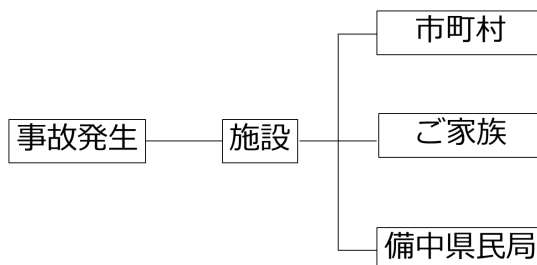 市町村
事故発生
施設
ご家族
備中県民局